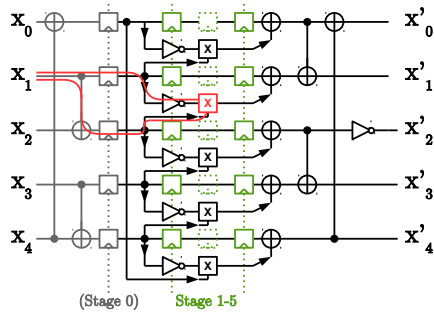 x0 x'0
x
x1 x'1
x
x2 x'2
x
x3 x'3
x
x4 x'4
x
(Stage 0) Stage 1-5